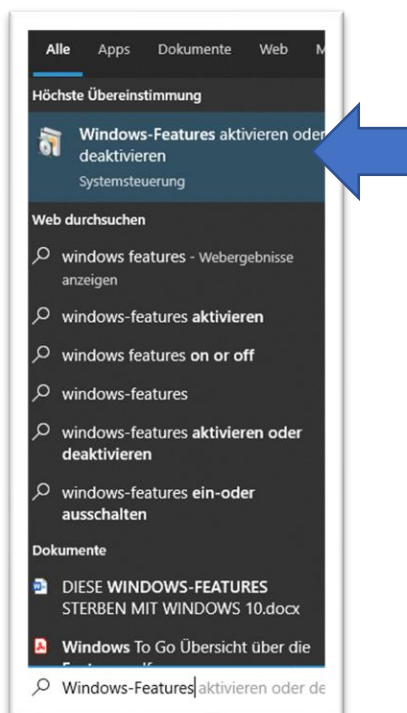 Alle Apps Dokumente Web M
Höchste Übereinstimmung
Windows-Features aktivieren oder
deaktivieren
Systemsteuerung
Web durchsuchen
windows features - Webergebnisse
anzeigen
windows-features aktivieren
windows features on or off
windows-features
windows-features aktivieren oder
deaktivieren
windows-features ein-oder
ausschalten
Dokumente
DIESE WINDOWS-FEATURES
STERBEN MIT WINDOWS 10.docx
Windows To Go Übersicht über die
Windows-Features aktivieren oder de